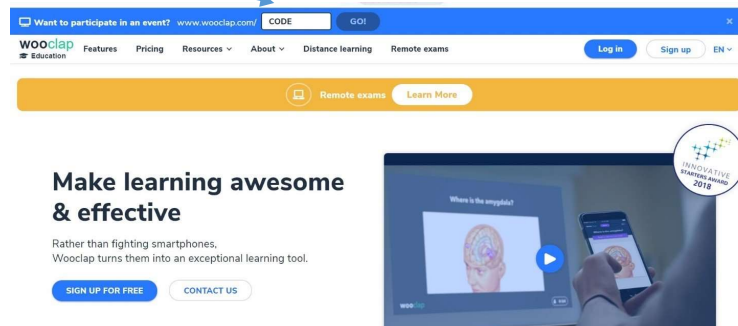 Want to participate in an event? www.wooclap.com/ CODE GO! ×
wooclap
Education
Features Pricing Resources About Distance learning Remote exams Log in Sign up EN
Remote exams Learn More
INNOVATIVE
STARTERS AWARD
2018
Make learning awesome
& effective
Where is the amygdala?
Rather than fighting smartphones,
Wooclap turns them into an exceptional learning tool.
SIGN UP FOR FREE CONTACT US
wooclap